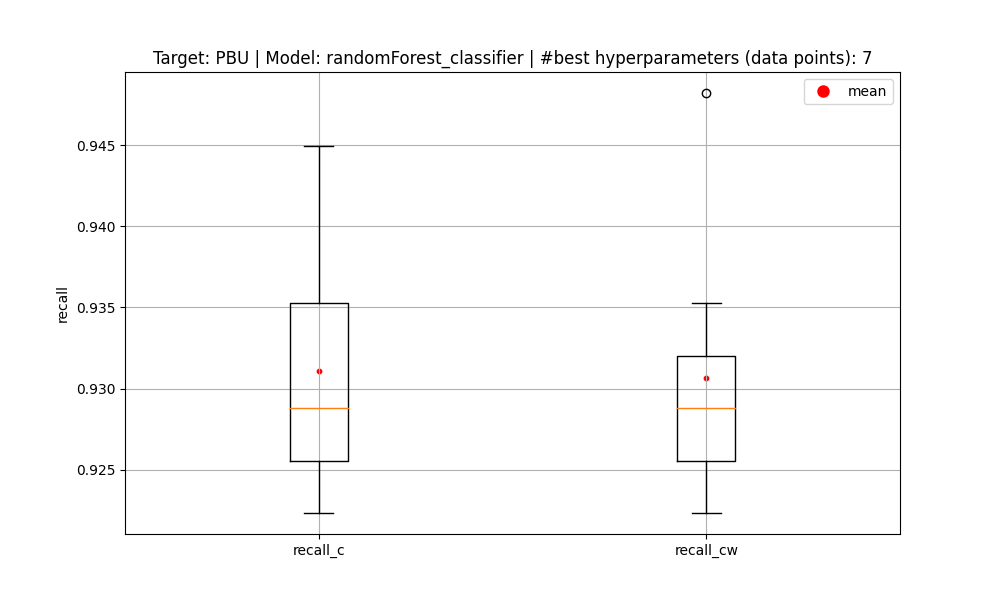 Target: PBU | Model: randomForest_classifier | #best hyperparameters (data points): 7
mean
0.945
0.940
0.935
0.930
0.925
recall
recall_c
recall_cw